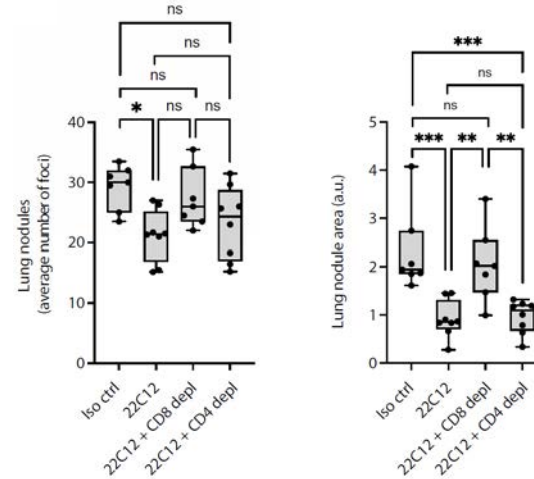 ns
ns
ns
* ns ns
40
30
20
10
0
Lung nodules
(average number of foci)
Iso ctrl
22C12
22C12 + CD8 depl
22C12 + CD4 depl
***
ns
ns
*** ** **
5
4
3
2
1
0
Lung nodule area (a.u.)
Iso ctrl
22C12
22C12 + CD8 depl
22C12 + CD4 depl